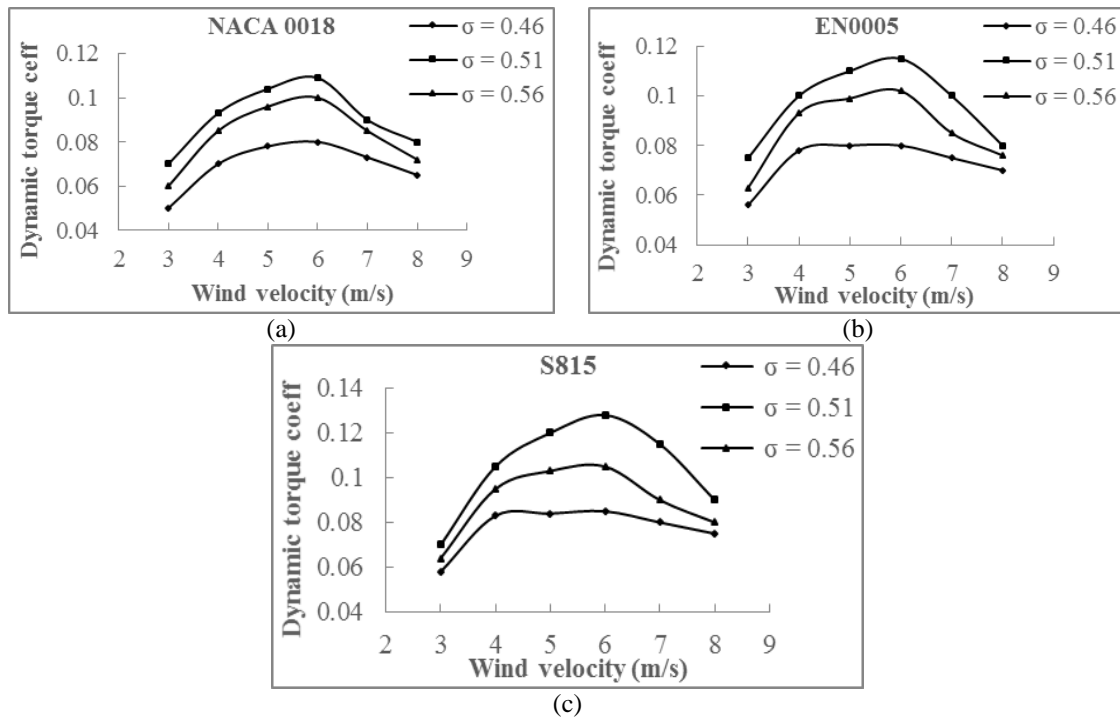 NACA 0018
σ = 0.46
σ = 0.51
σ = 0.56
Dynamic torque ceff
0.12
0.1
0.08
0.06
0.04
2 3 4 5 6 7 8 9
Wind velocity (m/s)
(a)
EN0005
σ = 0.46
σ = 0.51
σ = 0.56
Dynamic torque coeff
0.12
0.1
0.08
0.06
0.04
2 3 4 5 6 7 8 9
Wind velocity (m/s)
(b)
S815
σ = 0.46
σ = 0.51
σ = 0.56
Dynamic torque coeff
0.14
0.12
0.1
0.08
0.06
0.04
2 3 4 5 6 7 8 9
Wind velocity (m/s)
(c)